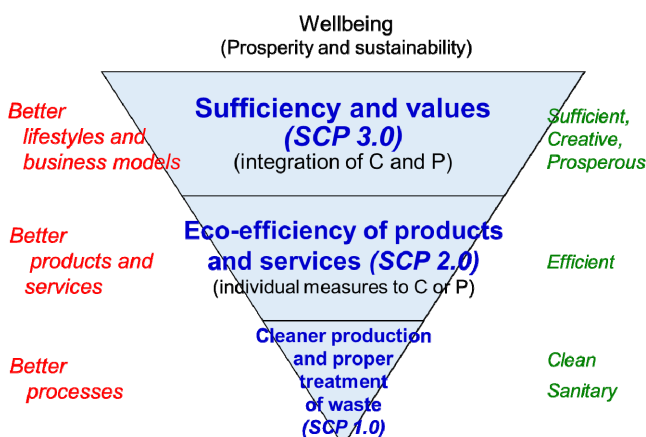 Wellbeing
(Prosperity and sustainability)
Better
lifestyles and
business models
Sufficiency and values
(SCP 3.0)
(integration of C and P)
Sufficient,
Creative,
Prosperous
Better
products and
services
Eco-efficiency of products
and services (SCP 2.0)
(individual measures to C or P)
Efficient
Better
processes
Cleaner production
and proper
treatment
of waste
(SCP 1.0)
Clean
Sanitary